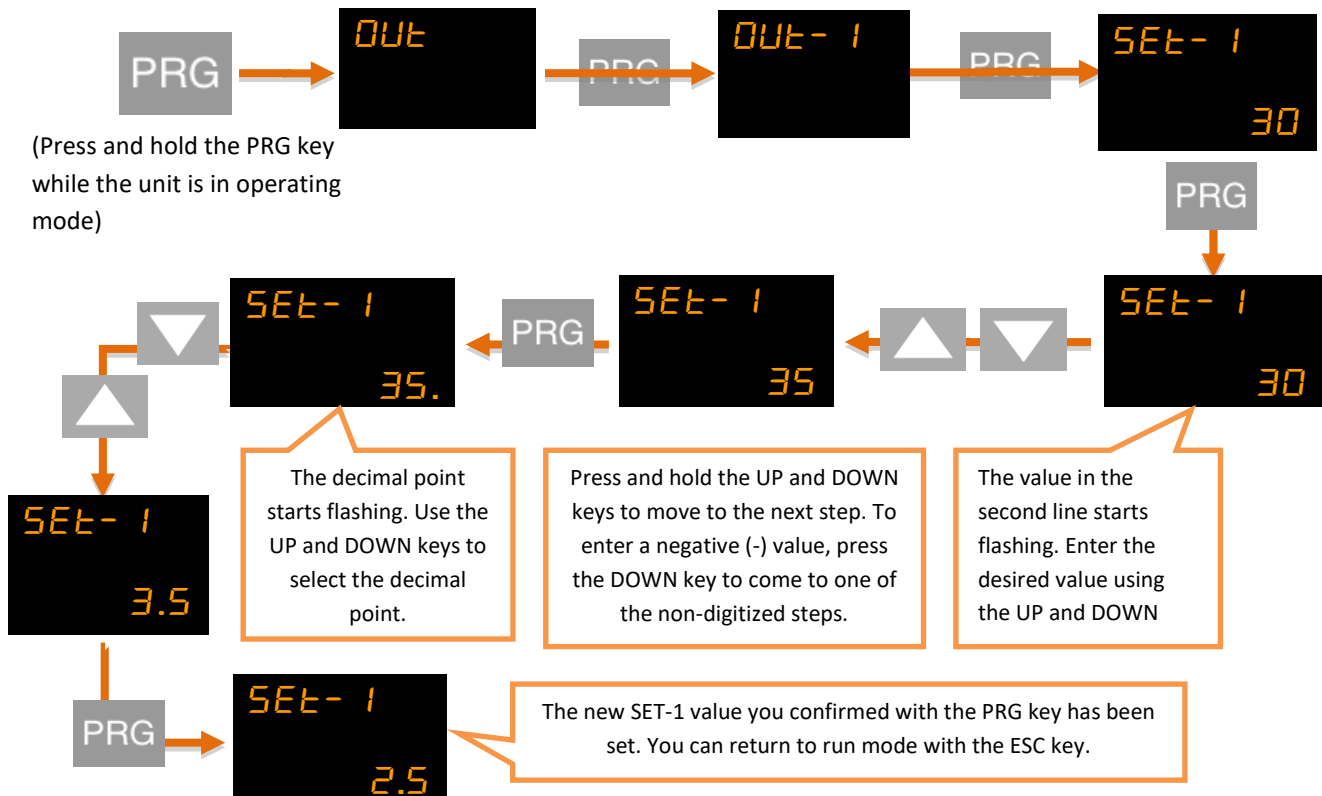 PRG
OUt
PRG
OUt- 1
PRG
SEt- 1
30
(Press and hold the PRG key
while the unit is in operating
mode)
PRG
SEt- 1
30
SEt- 1
35
PRG
SEt- 1
35.
The value in the
second line starts
flashing. Enter the
desired value using
the UP and DOWN
Press and hold the UP and DOWN
keys to move to the next step. To
enter a negative (-) value, press
the DOWN key to come to one of
the non-digitized steps.
The decimal point
starts flashing. Use the
UP and DOWN keys to
select the decimal
point.
SEt- 1
3.5
PRG
SEt- 1
2.5
The new SET-1 value you confirmed with the PRG key has been
set. You can return to run mode with the ESC key.